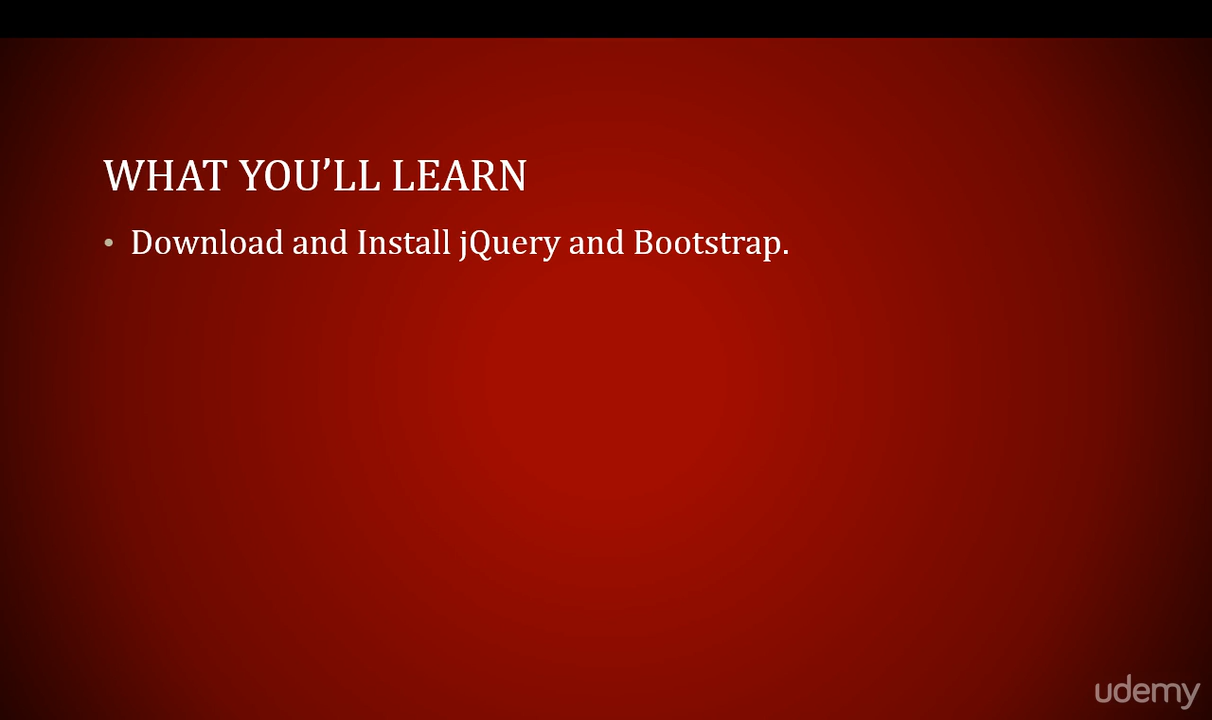 WHAT YOU’LL LEARN
• Download and Install jQuery and Bootstrap.
udemy